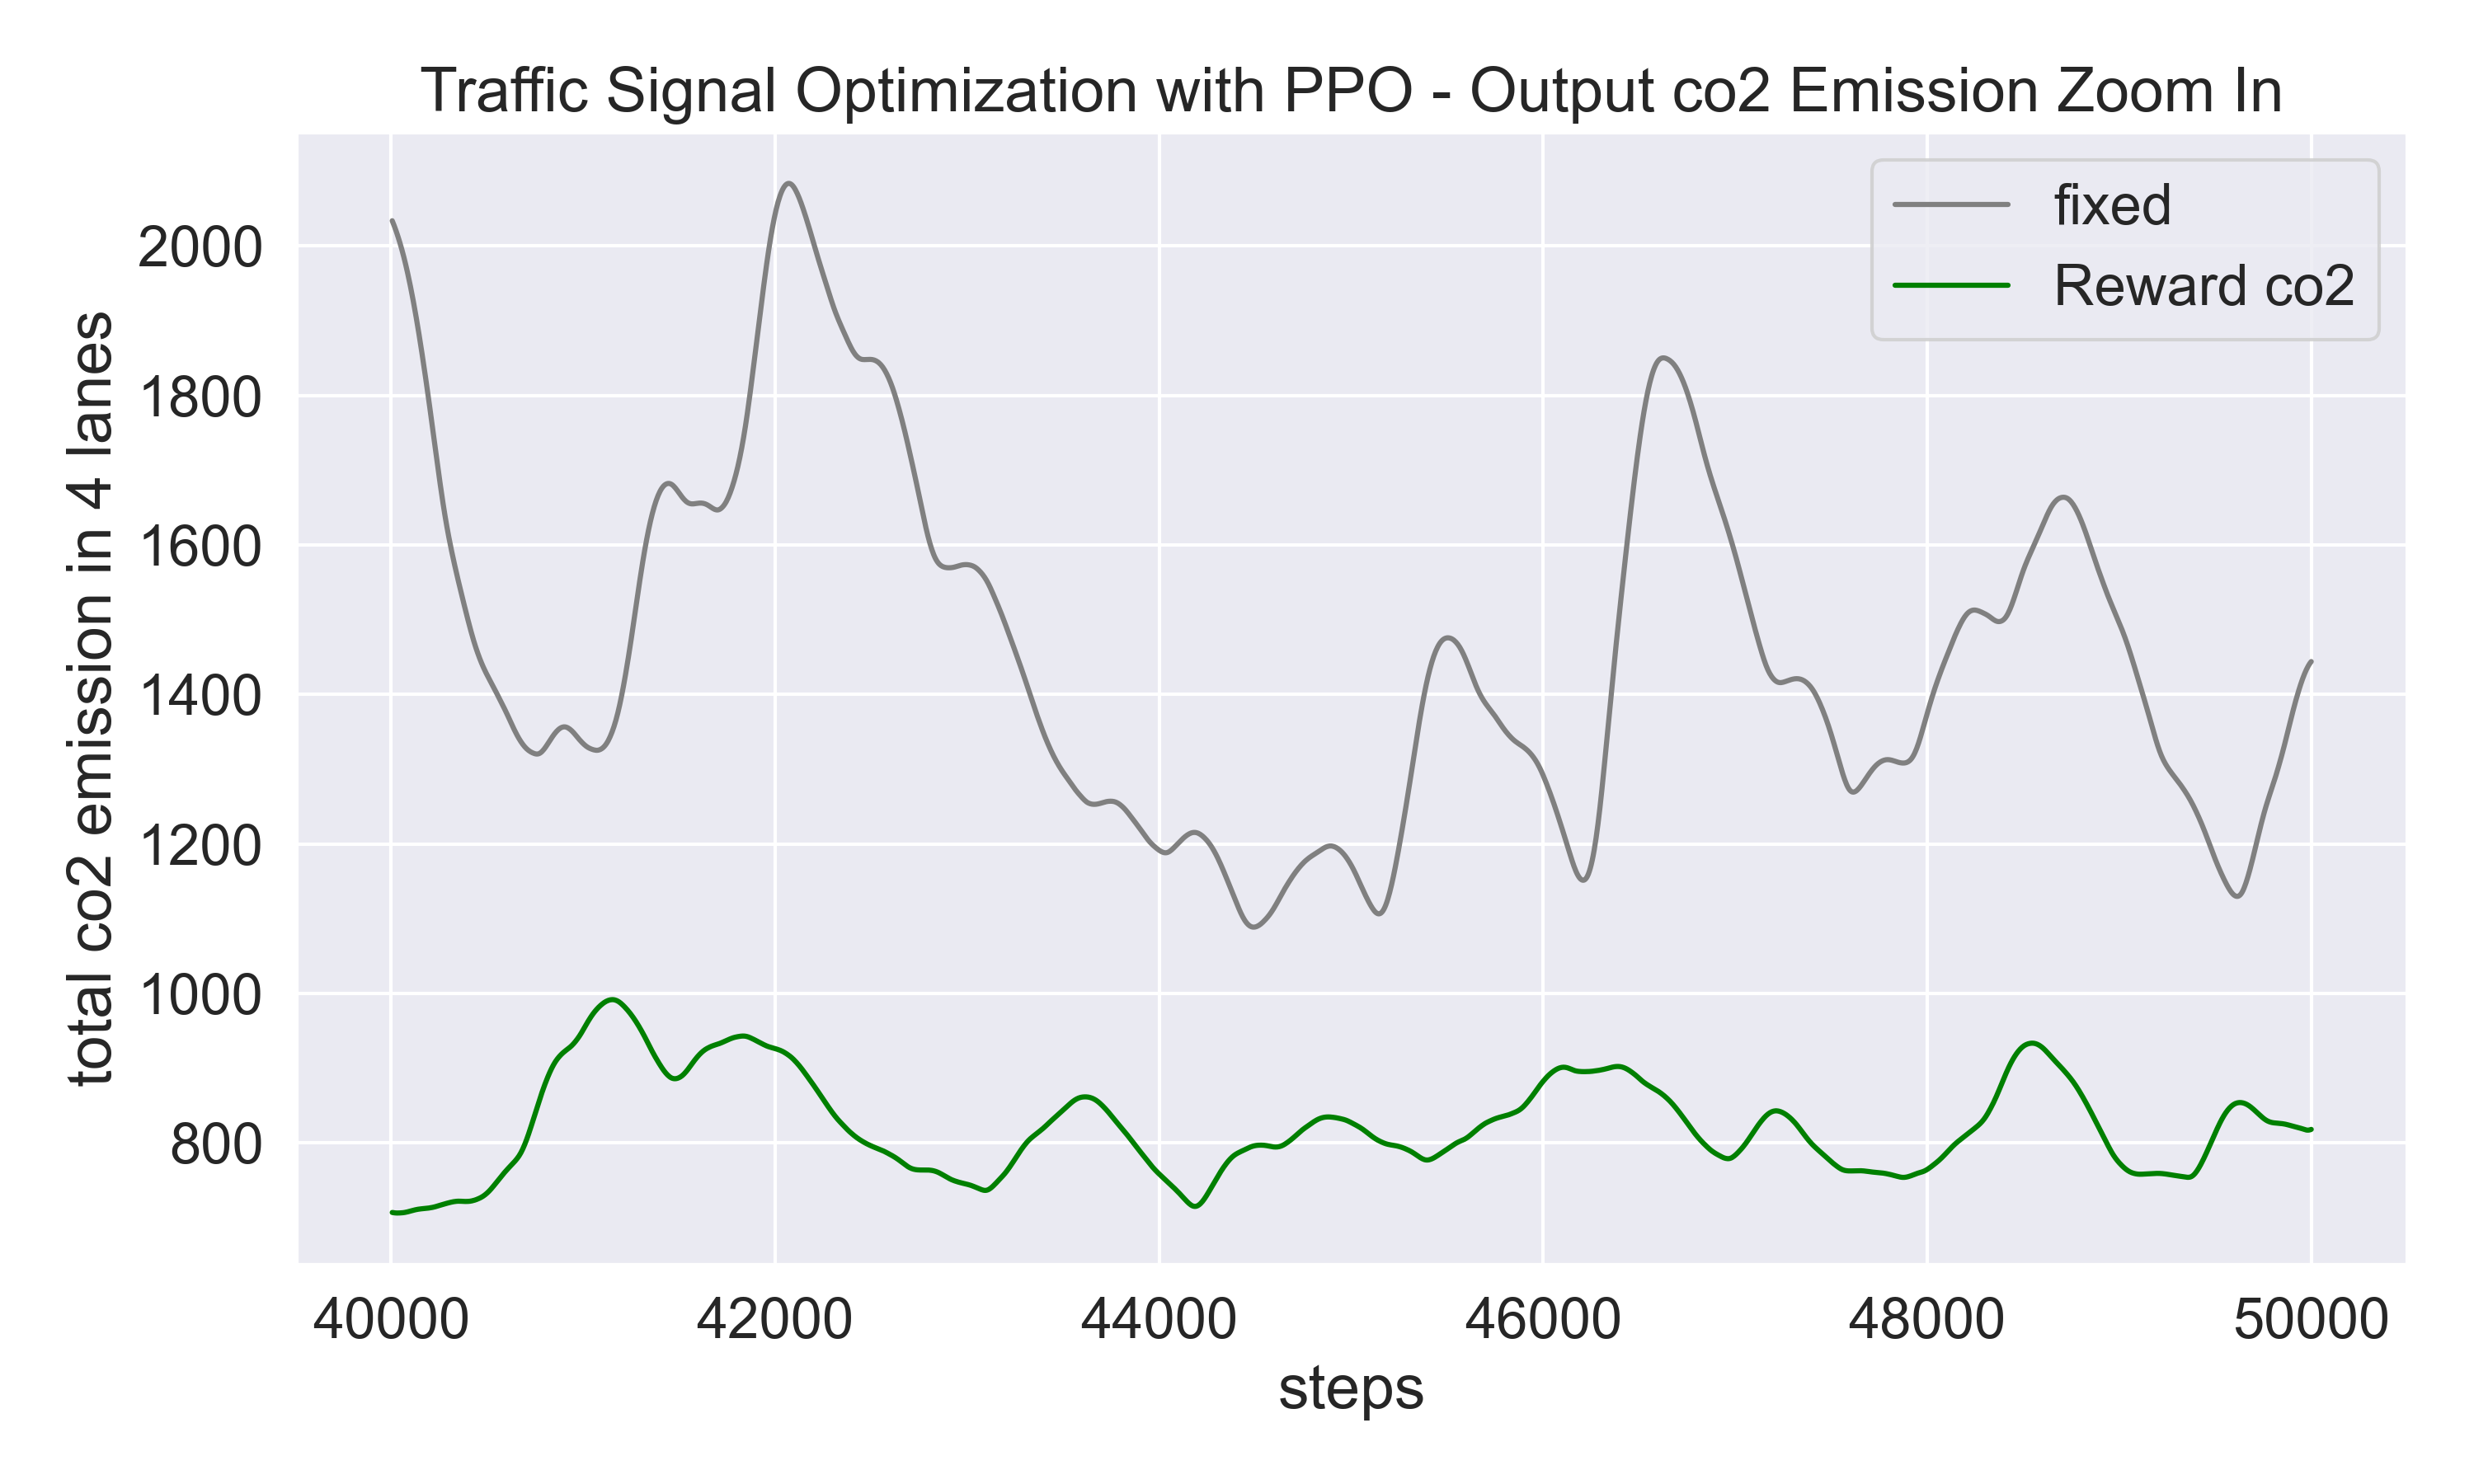 Traffic Signal Optimization with PPO - Output co2 Emission Zoom In
fixed
Reward co2
total co2 emission in 4 lanes
2000
1800
1600
1400
1200
1000
800
40000 42000 44000 46000 48000 50000
steps